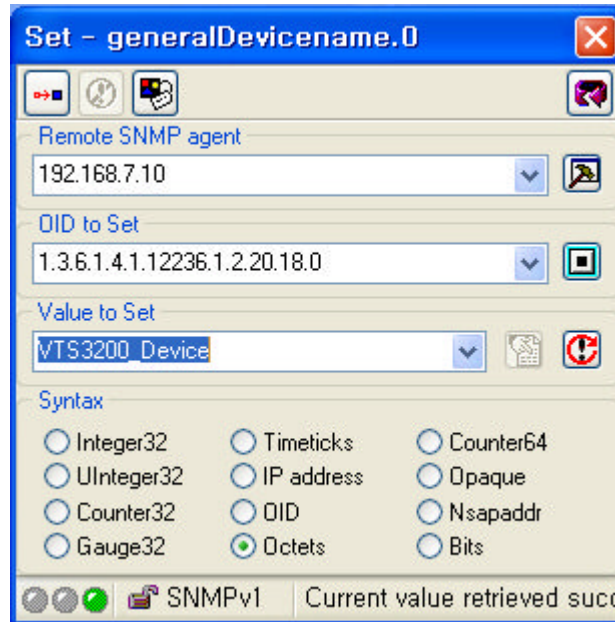 Set - generalDevicename.0
Remote SNMP agent
192.168.7.10
OID to Set
1.3.6.1.4.1.12236.1.2.20.18.0
Value to Set
VTS3200_Device
Syntax
Integer32 Timeticks Counter64
UInteger32 IP address Opaque
Counter32 OID Nsapaddr
Gauge32 Octets Bits
SNMPv1 Current value retrieved succ